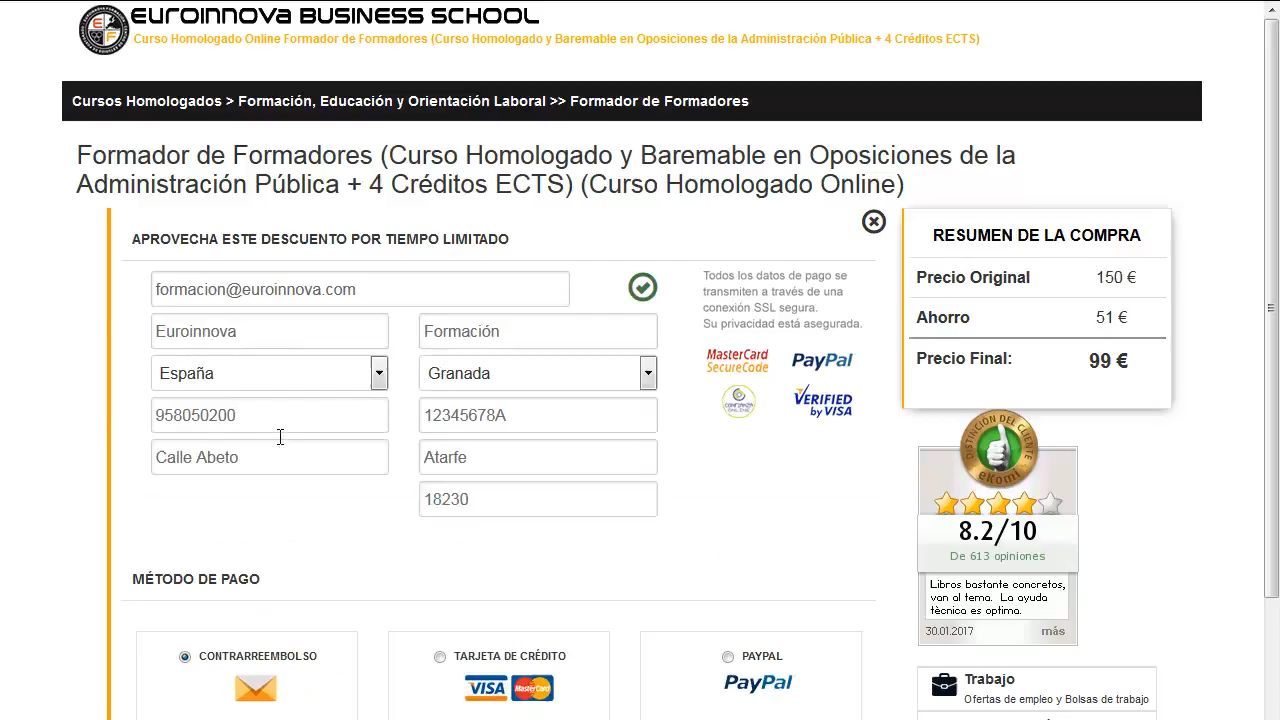 EUROINNOVA BUSINESS SCHOOL
Curso Homologado Online Formador de Formadores (Curso Homologado y Baremable en Oposiciones de la Administración Pública + 4 Créditos ECTS)
Cursos Homologados > Formación, Educación y Orientación Laboral >> Formador de Formadores
Formador de Formadores (Curso Homologado y Baremable en Oposiciones de la
Administración Pública + 4 Créditos ECTS) (Curso Homologado Online)
APROVECHA ESTE DESCUENTO POR TIEMPO LIMITADO
formacion@euroinnova.com
Euroinnova Formación
España Granada
958050200 12345678A
Calle Abeto Atarfe
18230
Todos los datos de pago se
transmiten a través de una
conexión SSL segura.
Su privacidad está asegurada.
MasterCard
SecureCode
PayPal
CONFIANZA
ONLINE
VERIFIED
by VISA
MÉTODO DE PAGO
CONTRARREEMBOLSO
TARJETA DE CRÉDITO
VISA MasterCard
PAYPAL
PayPal
RESUMEN DE LA COMPRA
Precio Original 150 €
Ahorro 51 €
Precio Final: 99 €
DISTINCIÓN DEL CLIENTE
eKomi
8.2/10
De 613 opiniones
Libros bastante concretos,
van al tema. La ayuda
tècnica es optima.
30.01.2017 más
Trabajo
Ofertas de empleo y Bolsas de trabajo